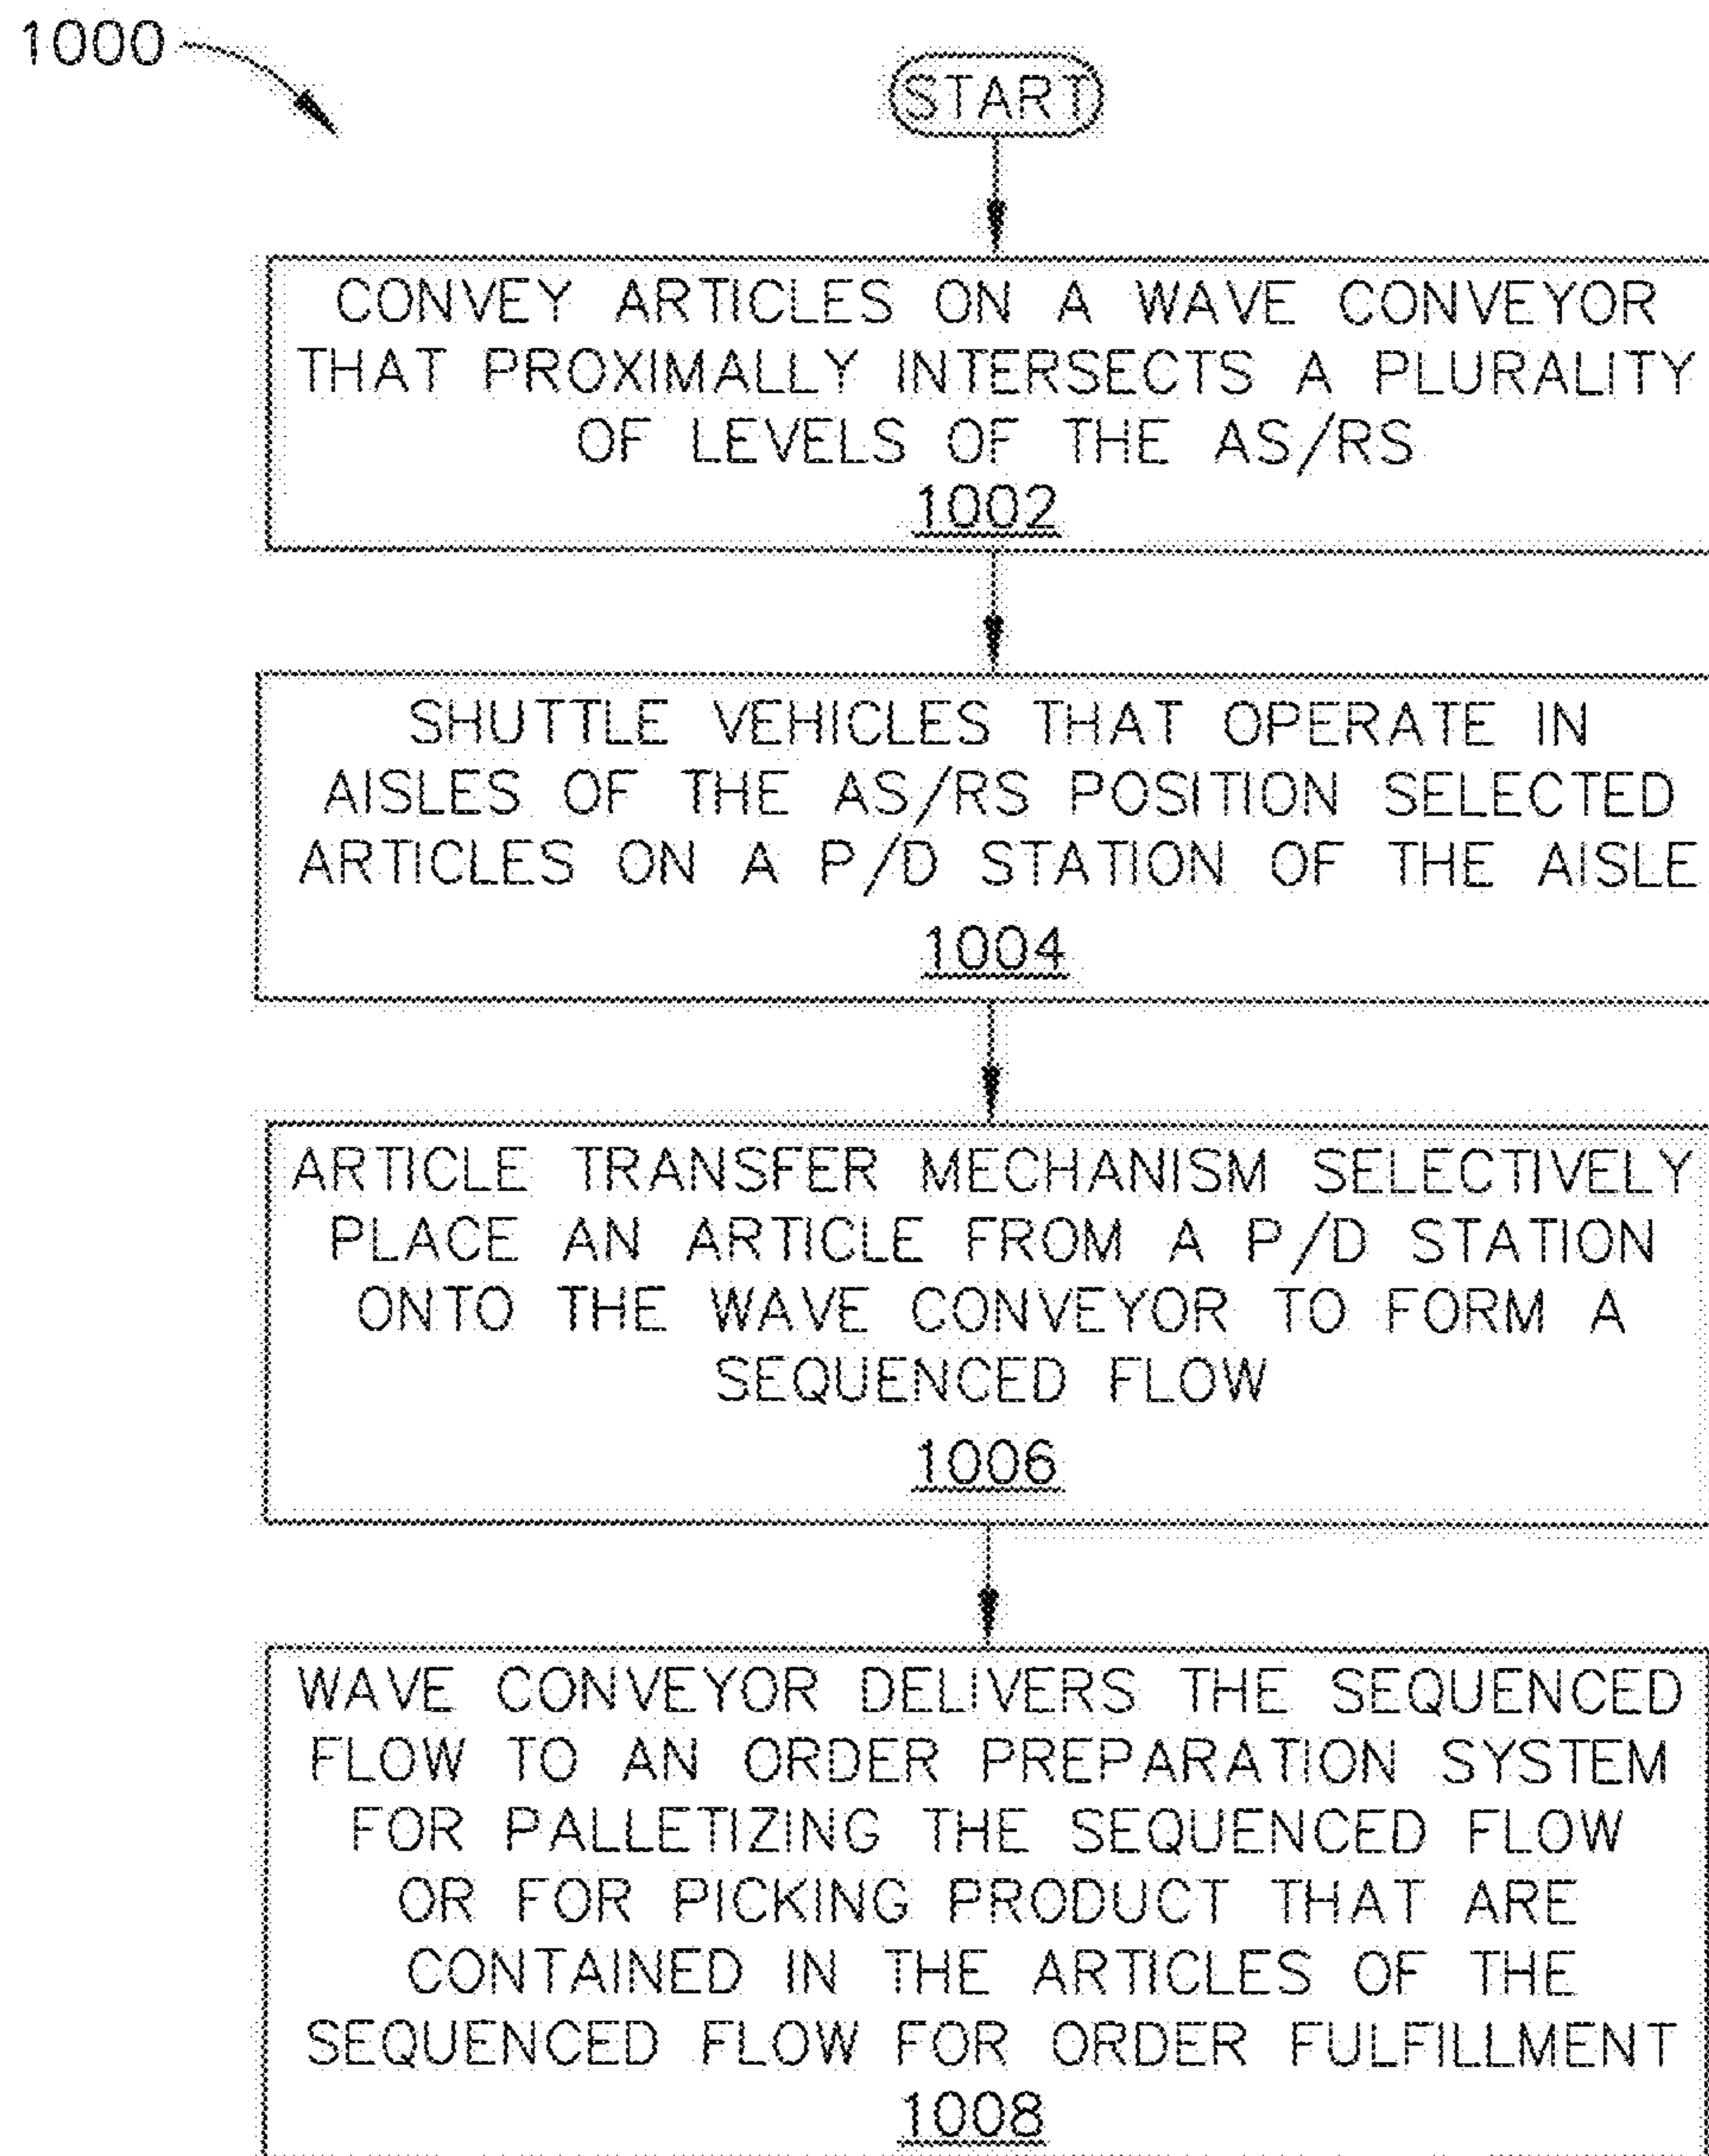 1000
START
CONVEY ARTICLES ON A WAVE CONVEYOR
THAT PROXIMALLY INTERSECTS A PLURALITY
OF LEVELS OF THE AS/RS
1002
SHUTTLE VEHICLES THAT OPERATE IN
AISLES OF THE AS/RS POSITION SELECTED
ARTICLES ON A P/D STATION OF THE AISLE
1004
ARTICLE TRANSFER MECHANISM SELECTIVELY
PLACE AN ARTICLE FROM A P/D STATION
ONTO THE WAVE CONVEYOR TO FORM A
SEQUENCED FLOW
1006
WAVE CONVEYOR DELIVERS THE SEQUENCED
FLOW TO AN ORDER PREPARATION SYSTEM
FOR PALLETIZING THE SEQUENCED FLOW
OR FOR PICKING PRODUCT THAT ARE
CONTAINED IN THE ARTICLES OF THE
SEQUENCED FLOW FOR ORDER FULFILLMENT
1008